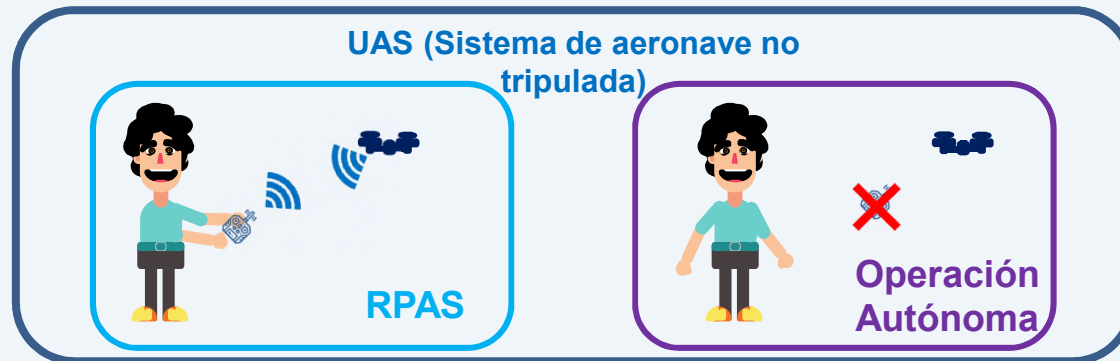 UAS (Sistema de aeronave no
tripulada)
RPAS
Operación
Autónoma